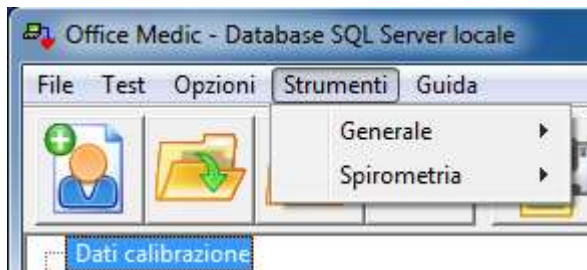 Office Medic - Database SQL Server locale
File Test Opzioni Strumenti Guida
Generale
Spirometria
Dati calibrazione